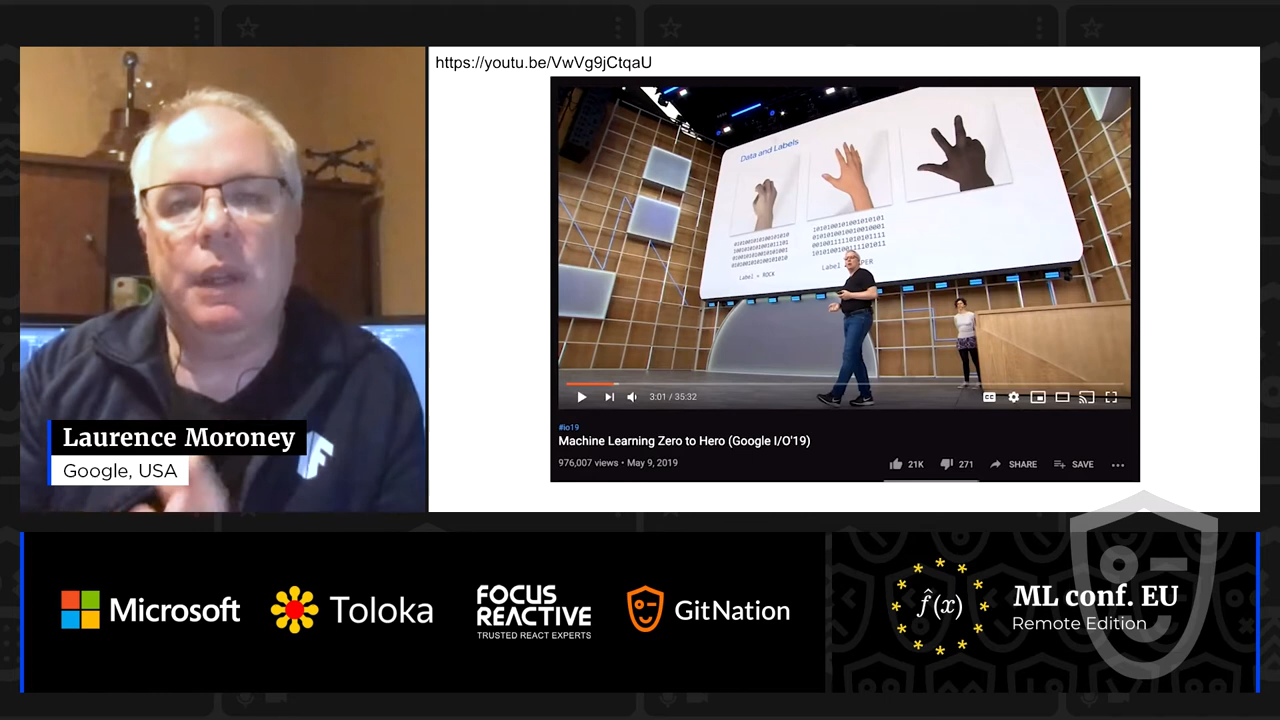 https://youtu.be/VwVg9jCtqaU
Data and Labels
Label = ROCK
3:01 / 35:32
#io19
Machine Learning Zero to Hero (Google I/O'19)
976,007 views • May 9, 2019
21K
271
SHARE
SAVE
CC
Laurence Moroney
Google, USA
Microsoft
Toloka
FOCUS
REACTIVE
TRUSTED REACT EXPERTS
GitNation
f̂(x)
ML conf. EU
Remote Edition